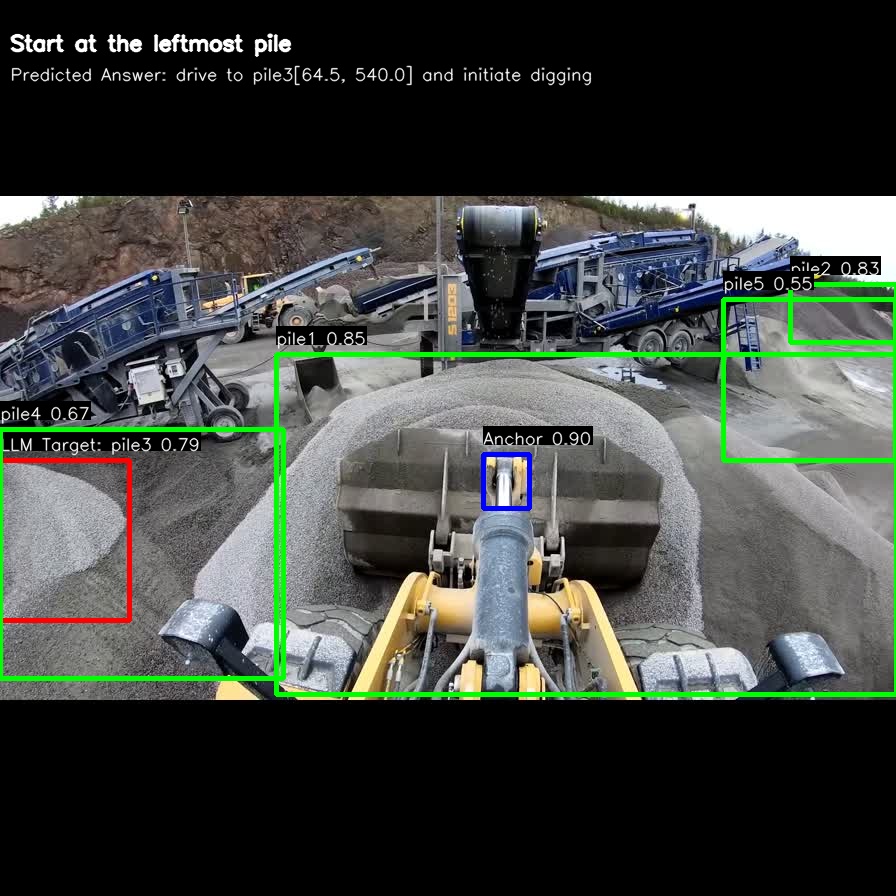 Start at the leftmost pile
Predicted Answer: drive to pile3[64.5, 540.0] and initiate digging
pile2 0.83
pile5 0.55
S1203
pile1 0.85
pile4 0.67
LLM Target: pile3 0.79
Anchor 0.90